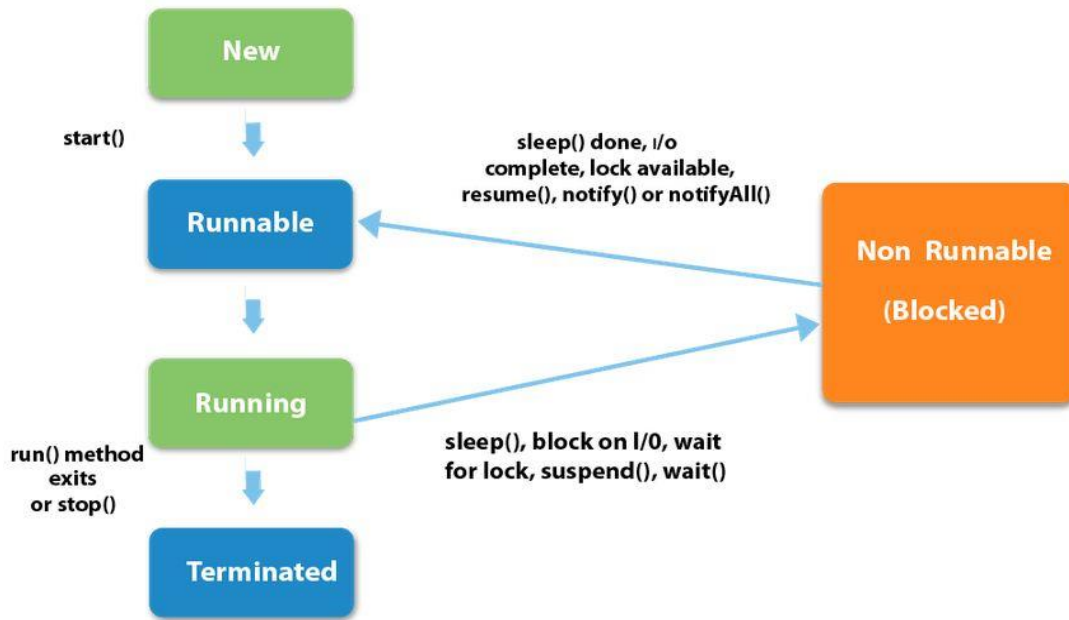 New
start()
sleep() done, I/o
complete, lock available,
resume(), notify() or notifyAll()
Runnable
Non Runnable
(Blocked)
Running
run() method
exits
or stop()
sleep(), block on I/0, wait
for lock, suspend(), wait()
Terminated